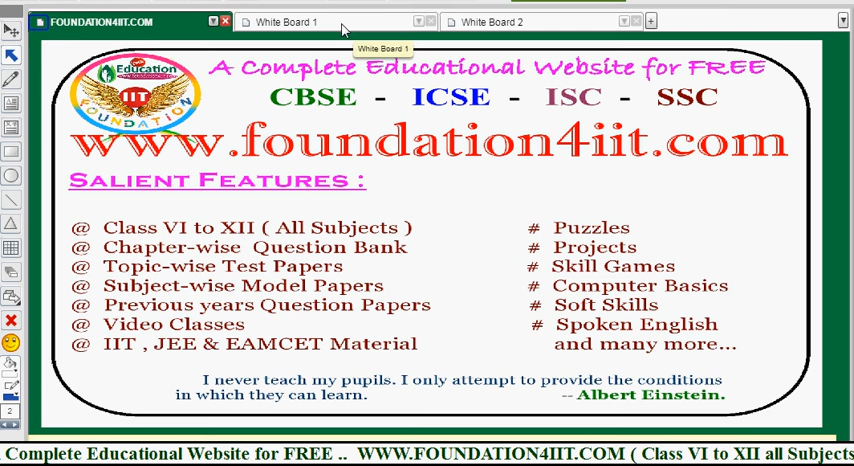 FOUNDATION4IIT.COM
White Board 1
White Board 2
White Board 1
Education
IIT
FOUNDATION
A Complete Educational Website for FREE
CBSE - ICSE - ISC - SSC
www.foundation4iit.com
SALIENT FEATURES :
@ Class VI to XII ( All Subjects )
@ Chapter-wise Question Bank
@ Topic-wise Test Papers
@ Subject-wise Model Papers
@ Previous years Question Papers
@ Video Classes
@ IIT , JEE & EAMCET Material
# Puzzles
# Projects
# Skill Games
# Computer Basics
# Soft Skills
# Spoken English
and many more...
I never teach my pupils. I only attempt to provide the conditions
in which they can learn.
-- Albert Einstein.
2
Complete Educational Website for FREE .. WWW.FOUNDATION4IIT.COM ( Class VI to XII all Subjects